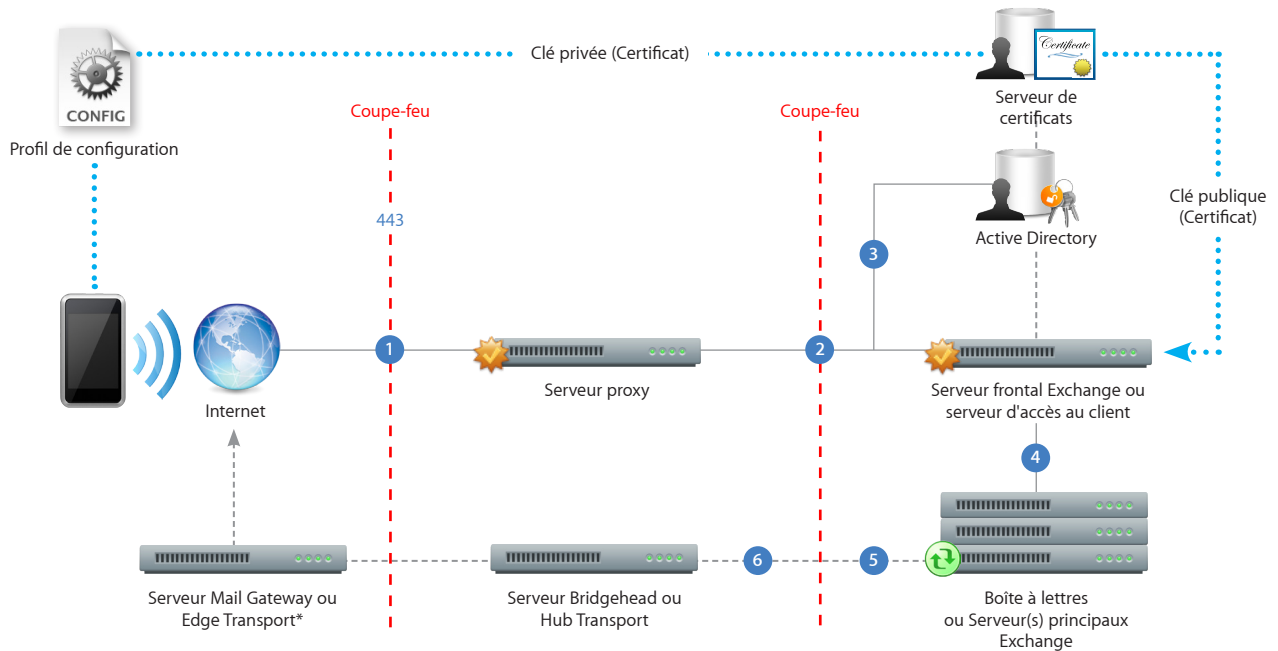 Clé privée (Certificat)
Certificate
CONFIG
Profil de configuration
Coupe-feu
Coupe-feu
Serveur de
certificats
443
Clé publique
(Certificat)
Active Directory
3
1
2
Internet
Serveur proxy
Serveur frontal Exchange ou
serveur d'accès au client
4
6
5
Serveur Mail Gateway ou
Edge Transport*
Serveur Bridgehead ou
Hub Transport
Boîte à lettres
ou Serveur(s) principaux
Exchange